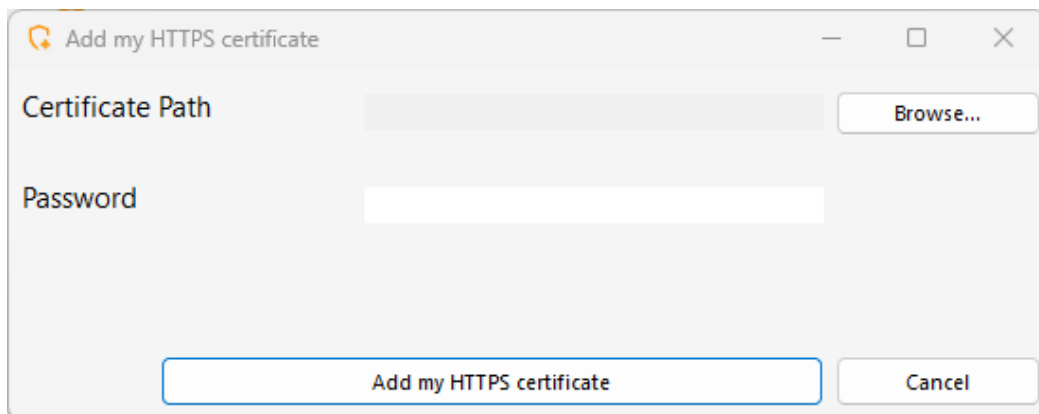 Add my HTTPS certificate
Certificate Path
Browse...
Password
Add my HTTPS certificate
Cancel